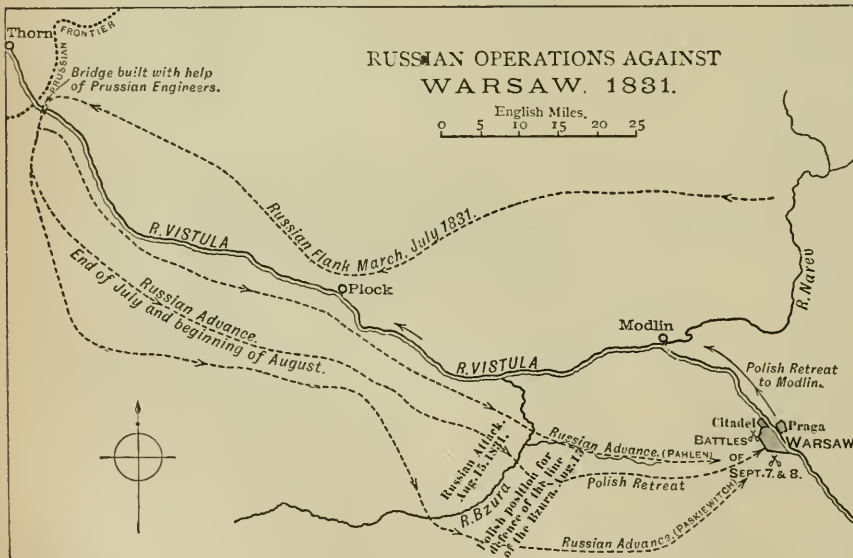 RUSSIAN OPERATIONS AGAINST
WARSAW. 1831.
English Miles.
0 5 10 15 20 25
Thorn
PRUSSIAN FRONTIER
Bridge built with help
of Prussian Engineers.
Russian Flank March, July 1831.
R. VISTULA
Plock
Russian Advance.
End of July and beginning of August.
R. Narev
Modlin
R. VISTULA
Polish Retreat
to Modlin.
Citadel
Praga
BATTLES
WARSAW
OF
SEPT. 7. & 8.
Russian Attack.
Aug. 15. 1831.
R. Bzura
Polish position for
defence of the line
of the Bzura. Aug.
Russian Advance. (PAHLEN)
Polish Retreat
Russian Advance. (PASKIEWITCH)